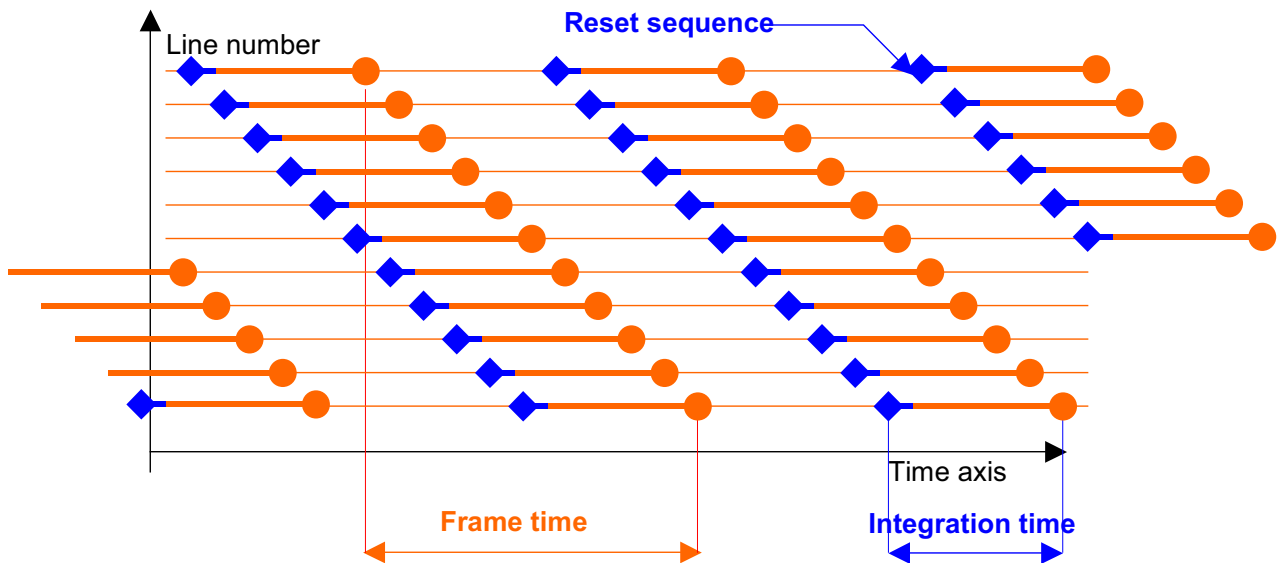 Reset sequence
Line number
Time axis
Frame time
Integration time